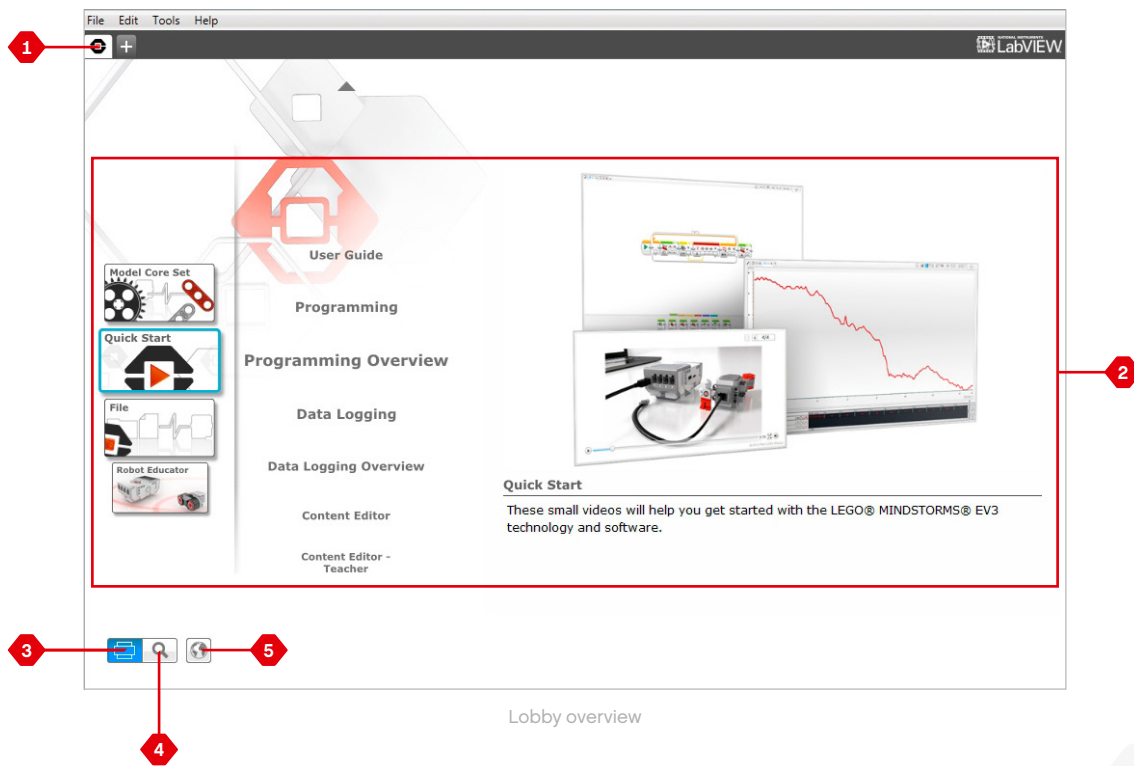 File Edit Tools Help
1
+
NATIONAL INSTRUMENTS
LabVIEW
User Guide
Model Core Set
Programming
Quick Start
Programming Overview
2
File
Data Logging
Robot Educator
Data Logging Overview
Quick Start
These small videos will help you get started with the LEGO® MINDSTORMS® EV3
technology and software.
Content Editor
Content Editor –
Teacher
3
5
Lobby overview
4